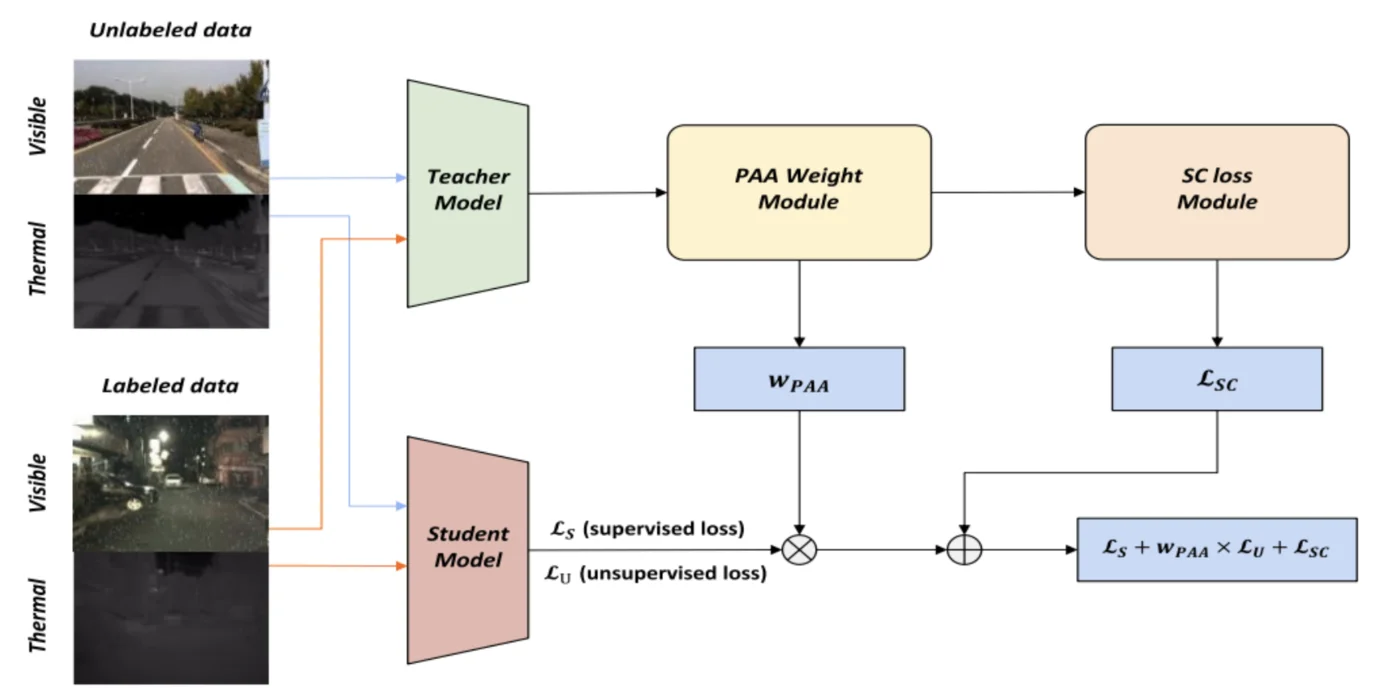 Unlabeled data
Visible
Thermal
Labeled data
Visible
Thermal
Teacher
Model
Student
Model
PAA Weight
Module
SC loss
Module
w_PAA
ℒ_SC
ℒ_S (supervised loss)
ℒ_U (unsupervised loss)
ℒ_S + w_PAA × ℒ_U + ℒ_SC